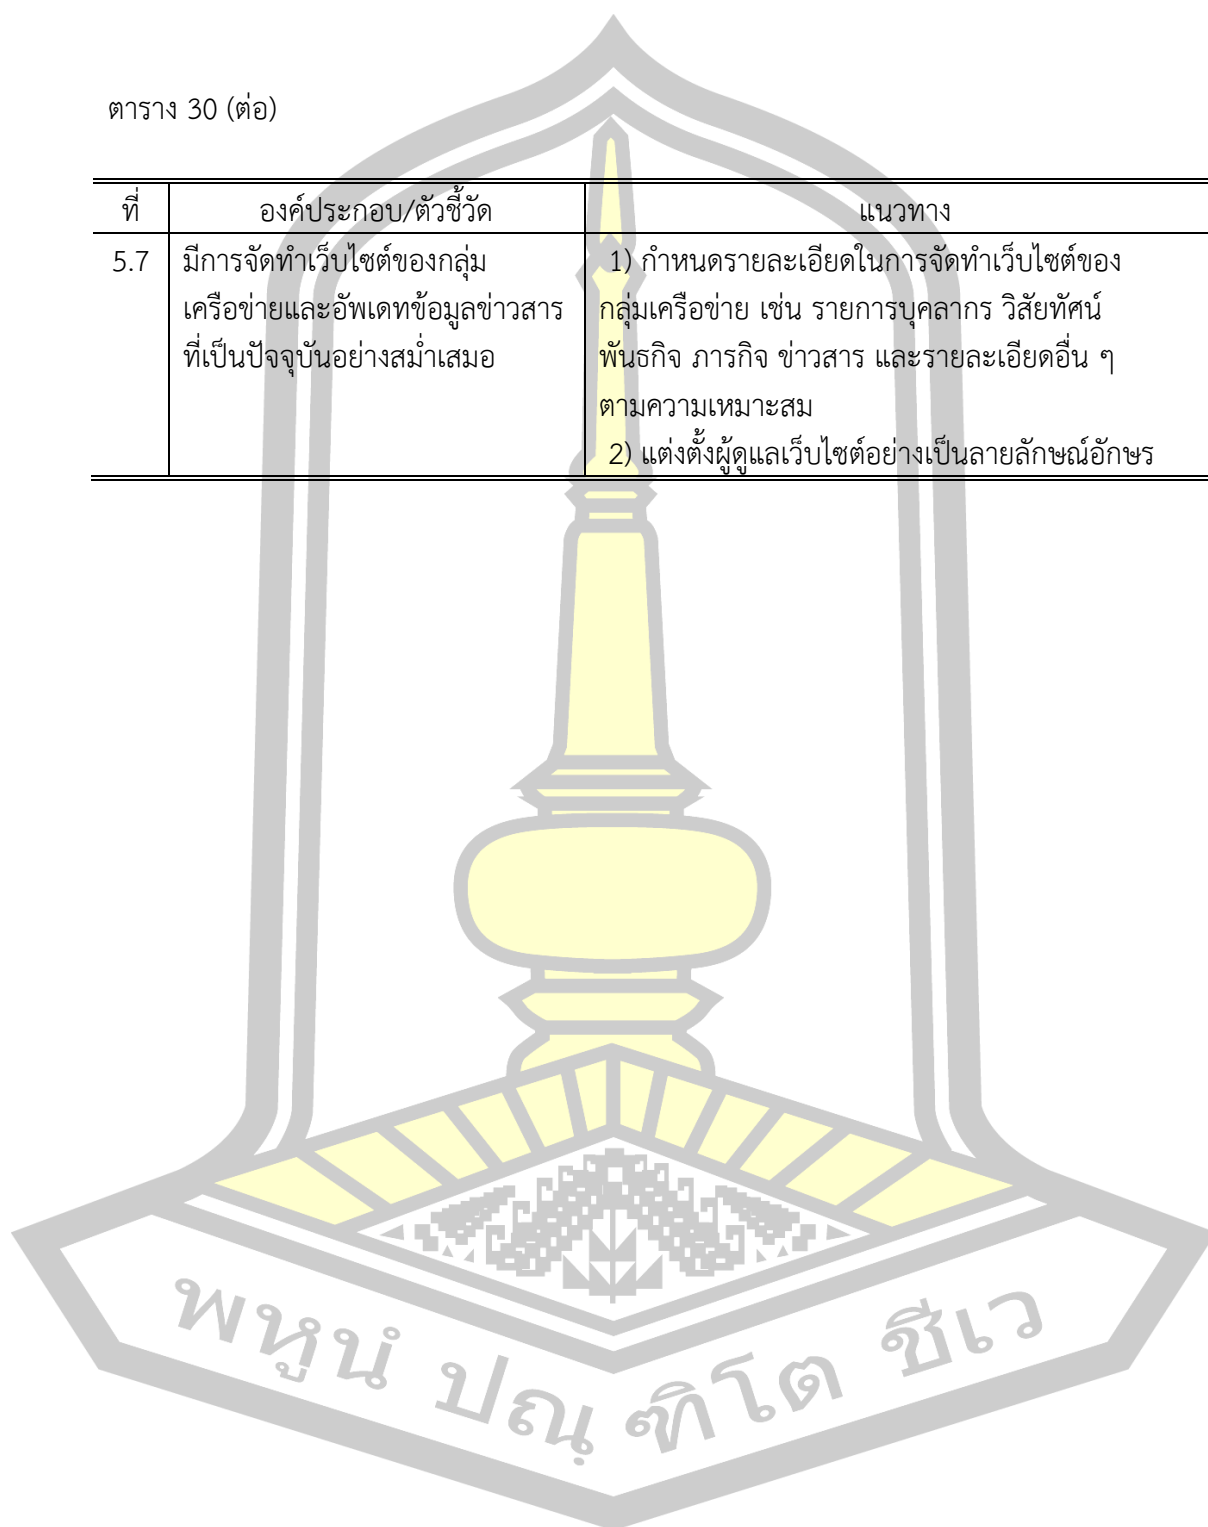 ตาราง 30 (ต่อ)
ที่ องค์ประกอบ/ตัวชี้วัด แนวทาง
5.7 มีการจัดทำเว็บไซต์ของกลุ่ม 1) กำหนดรายละเอียดในการจัดทำเว็บไซต์ของ
เครือข่ายและอัพเดทข้อมูลข่าวสาร กลุ่มเครือข่าย เช่น รายการบุคลากร วิสัยทัศน์
ที่เป็นปัจจุบันอย่างสม่ำเสมอ พันธกิจ ภารกิจ ข่าวสาร และรายละเอียดอื่น ๆ
ตามความเหมาะสม
2) แต่งตั้งผู้ดูแลเว็บไซต์อย่างเป็นลายลักษณ์อักษร
พหูนํ ปณฺฑิโต ชีเว